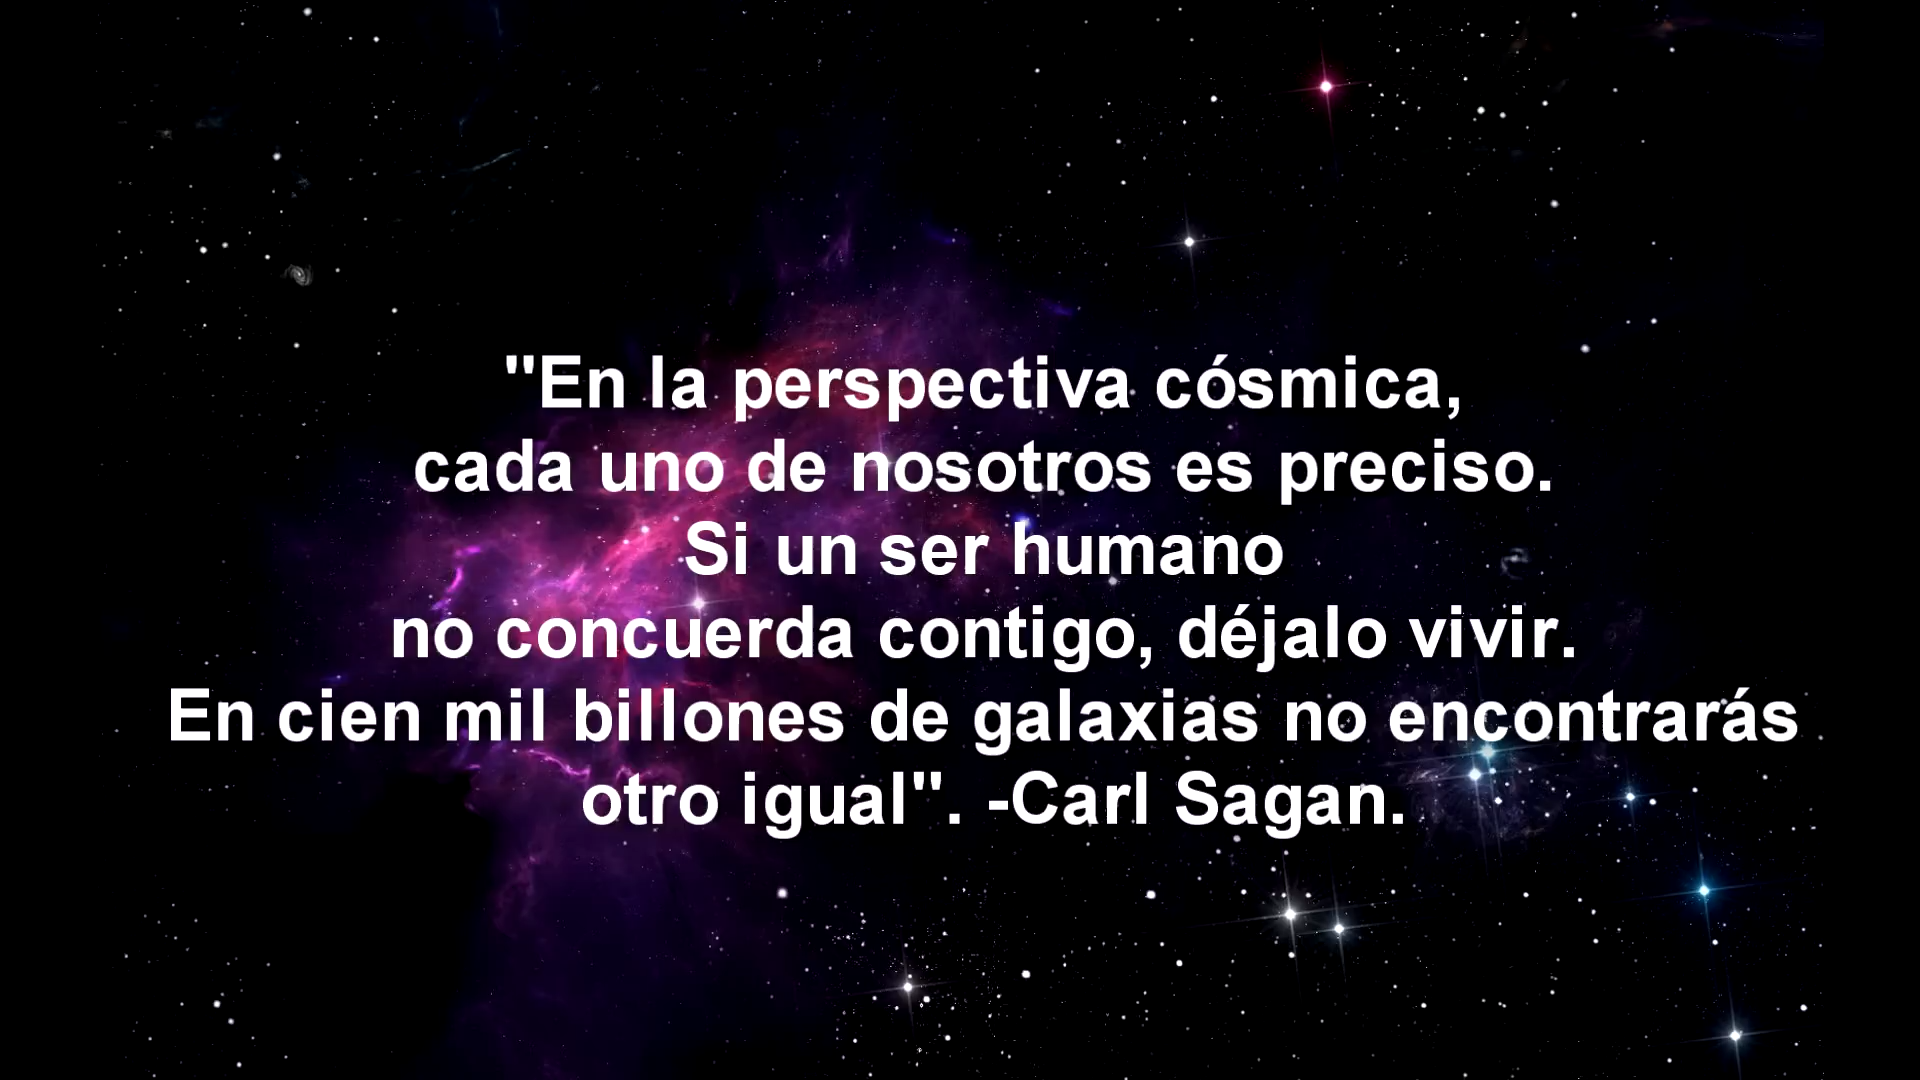 "En la perspectiva cósmica,
cada uno de nosotros es preciso.
Si un ser humano
no concuerda contigo, déjalo vivir.
En cien mil billones de galaxias no encontrarás
otro igual". -Carl Sagan.